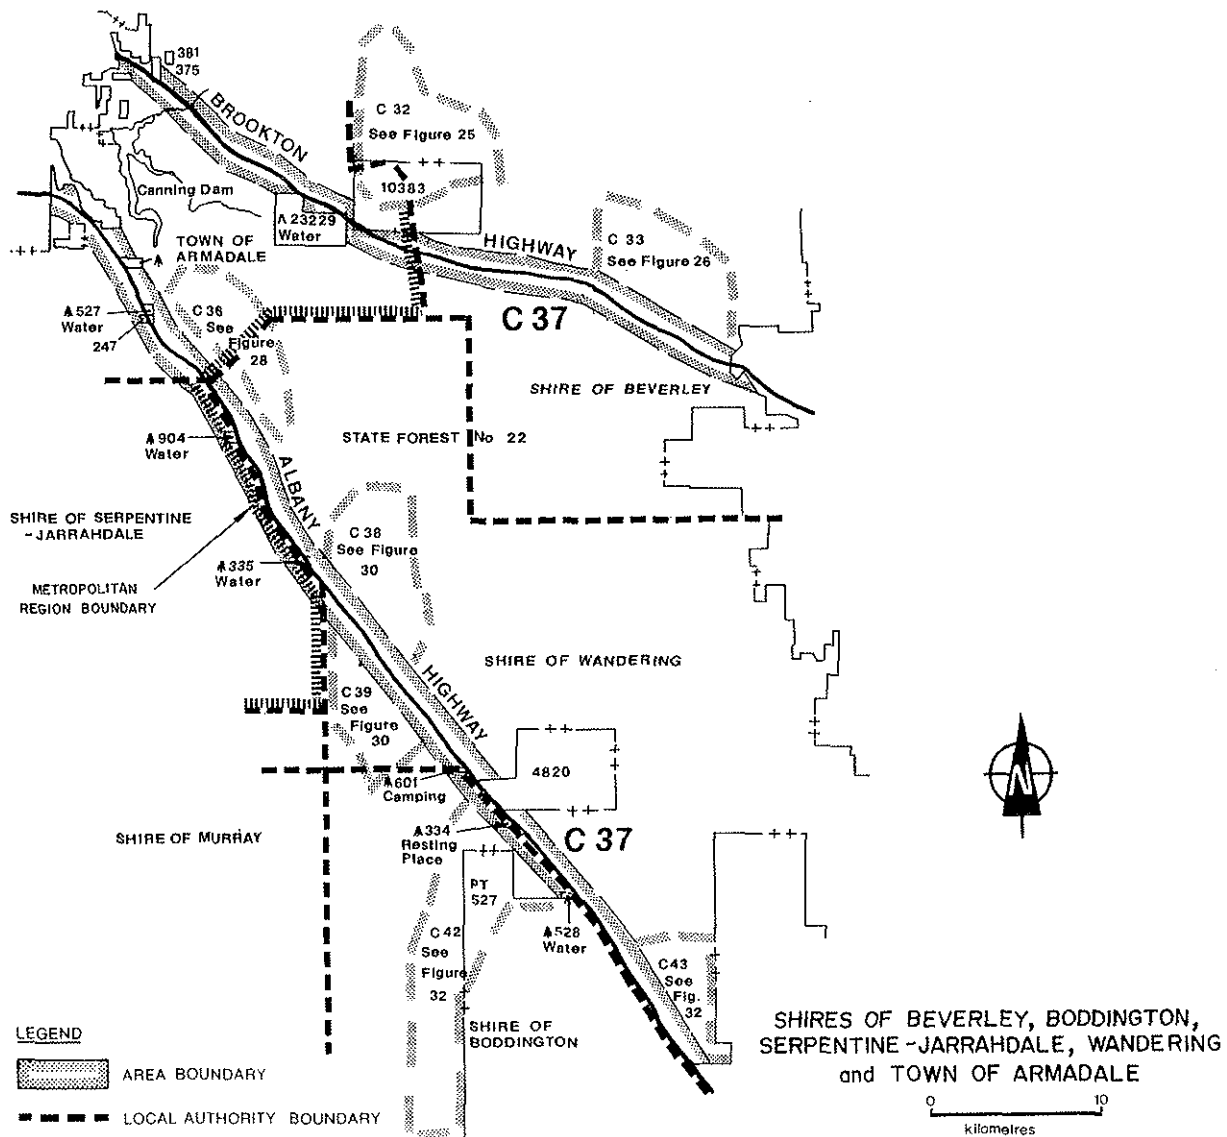 381
375
BROOKTON
C 32
See Figure 25
10383
Canning Dam
A 23229
Water
HIGHWAY
C 33
See Figure 26
TOWN OF
ARMADALE
A
A 527
Water
247
C 36
See
Figure
28
C 37
SHIRE OF BEVERLEY
A 904
Water
STATE FOREST No 22
ALBANY
SHIRE OF SERPENTINE
-JARRAHDALE
C 38
See Figure
30
A 335
Water
METROPOLITAN
REGION BOUNDARY
SHIRE OF WANDERING
HIGHWAY
C 39
See
Figure
30
4820
A 601
Camping
N
SHIRE OF MURRAY
A 334
Resting
Place
C 37
PT
527
A 528
Water
C 42
See
Figure
32
C 43
See
Fig.
32
SHIRE OF
BODDINGTON
LEGEND
AREA BOUNDARY
LOCAL AUTHORITY BOUNDARY
SHIRES OF BEVERLEY, BODDINGTON,
SERPENTINE-JARRAHDALE, WANDERING
and TOWN OF ARMADALE
0 10
kilometres